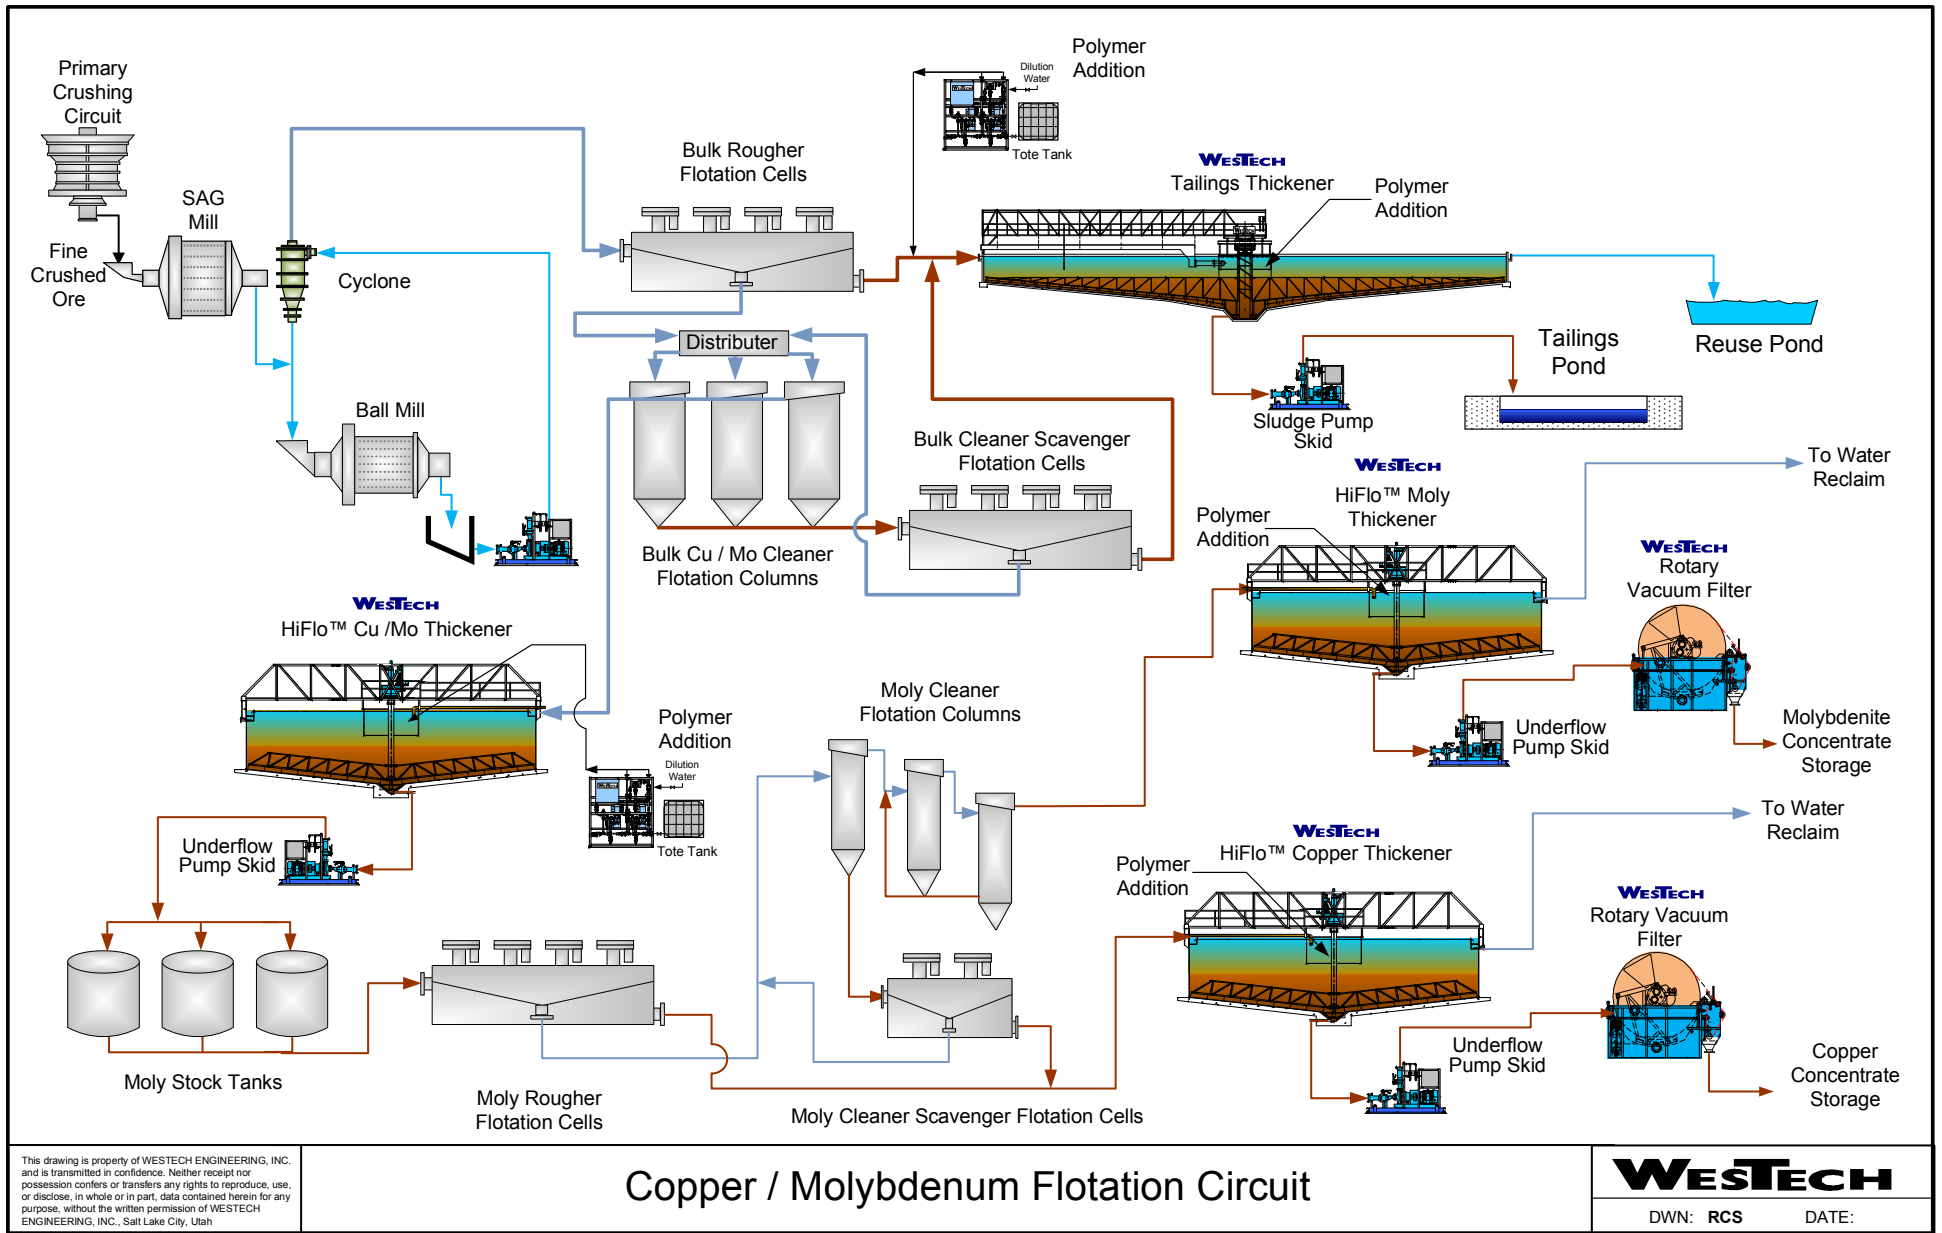 Primary
Crushing
Circuit
SAG
Mill
Fine
Crushed
Ore
Cyclone
Ball Mill
Bulk Rougher
Flotation Cells
Polymer
Addition
Dilution
Water
Tote Tank
WESTECH
Tailings Thickener
Polymer
Addition
Reuse Pond
Tailings
Pond
Sludge Pump
Skid
Distributer
Bulk Cleaner Scavenger
Flotation Cells
Bulk Cu / Mo Cleaner
Flotation Columns
WESTECH
HiFlo™ Moly
Thickener
Polymer
Addition
To Water
Reclaim
WESTECH
Rotary
Vacuum Filter
Underflow
Pump Skid
Molybdenite
Concentrate
Storage
WESTECH
HiFlo™ Cu /Mo Thickener
Polymer
Addition
Dilution
Water
WESTECH
Tote Tank
Underflow
Pump Skid
Moly Cleaner
Flotation Columns
To Water
Reclaim
WESTECH
HiFlo™ Copper Thickener
Polymer
Addition
WESTECH
Rotary Vacuum
Filter
Underflow
Pump Skid
Copper
Concentrate
Storage
Moly Stock Tanks
Moly Rougher
Flotation Cells
Moly Cleaner Scavenger Flotation Cells
This drawing is property of WESTECH ENGINEERING, INC.
and is transmitted in confidence. Neither receipt nor
possession confers or transfers any rights to reproduce, use,
or disclose, in whole or in part, data contained herein for any
purpose, without the written permission of WESTECH
ENGINEERING, INC., Salt Lake City, Utah
Copper / Molybdenum Flotation Circuit
WESTECH
DWN: RCS DATE: